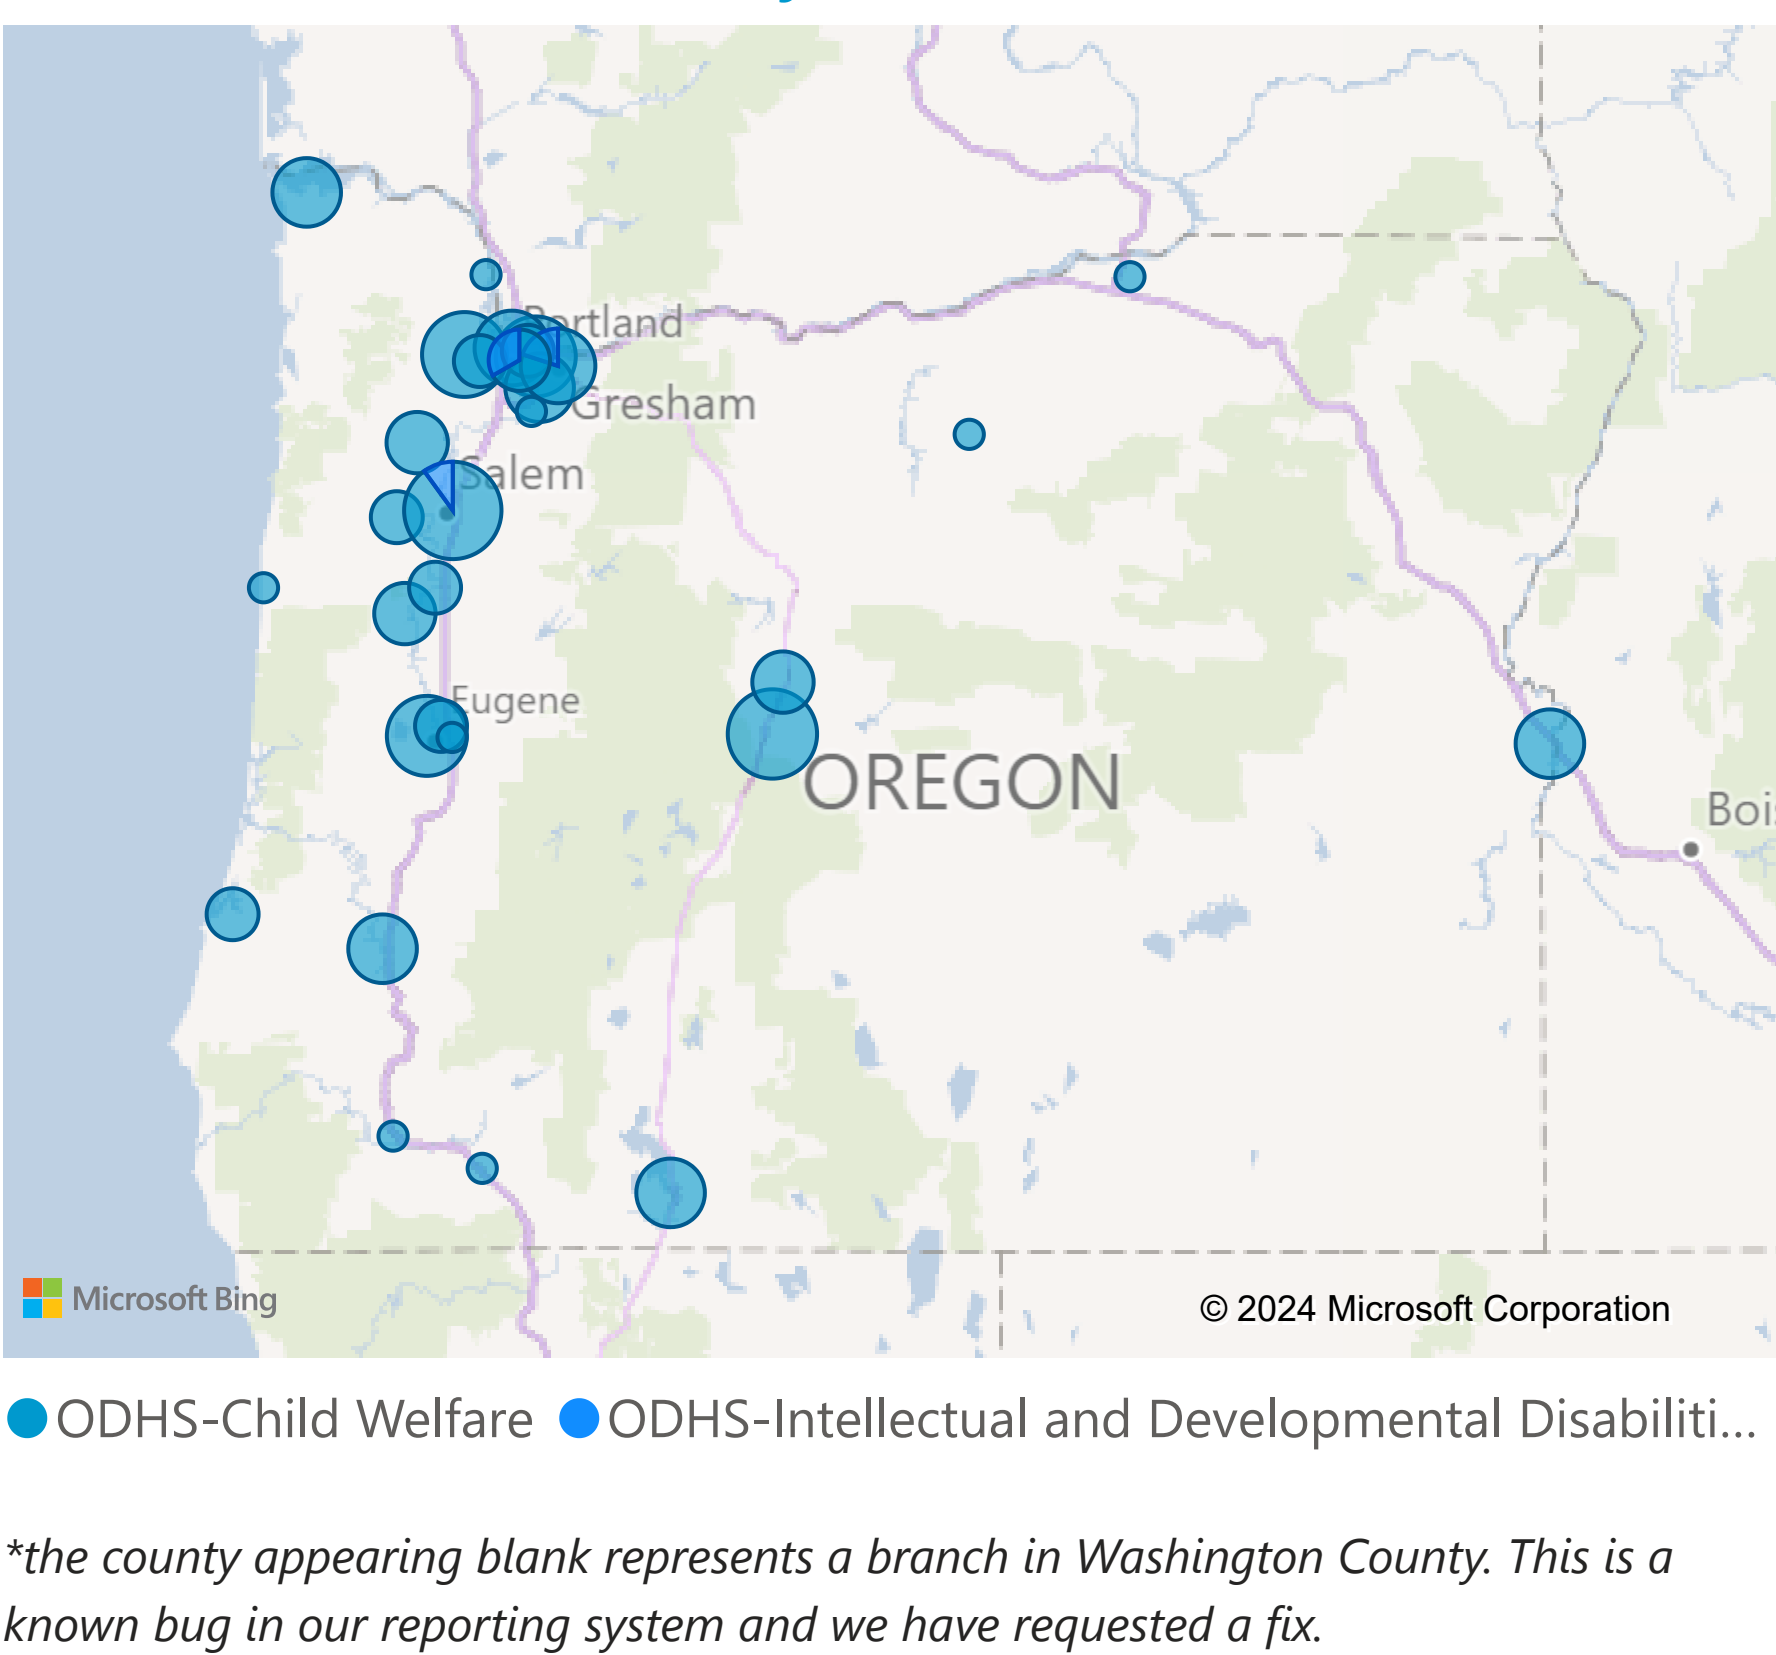 Portland
Gresham
Salem
Eugene
OREGON
Bois
Microsoft Bing
© 2024 Microsoft Corporation
ODHS-Child Welfare ODHS-Intellectual and Developmental Disabiliti...
*the county appearing blank represents a branch in Washington County. This is a
known bug in our reporting system and we have requested a fix.